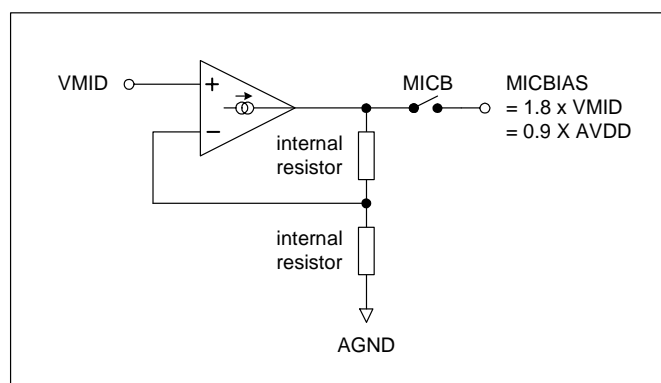 VMID
+
−
MICB
MICBIAS
= 1.8 x VMID
= 0.9 X AVDD
internal
resistor
internal
resistor
AGND